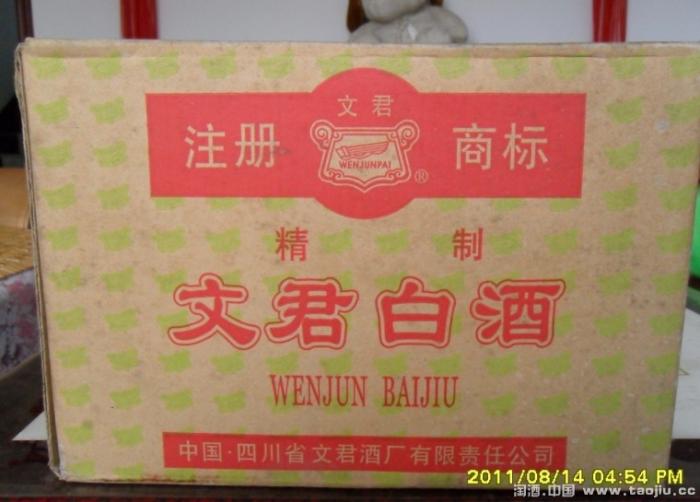 文君
注册 商标
WENJUNPAI
®
精制
文君白酒
WENJUN BAIJIU
中国·四川省文君酒厂有限责任公司
2011/08/14 04:54 PM
淘酒.中国 www.taojiu.cc